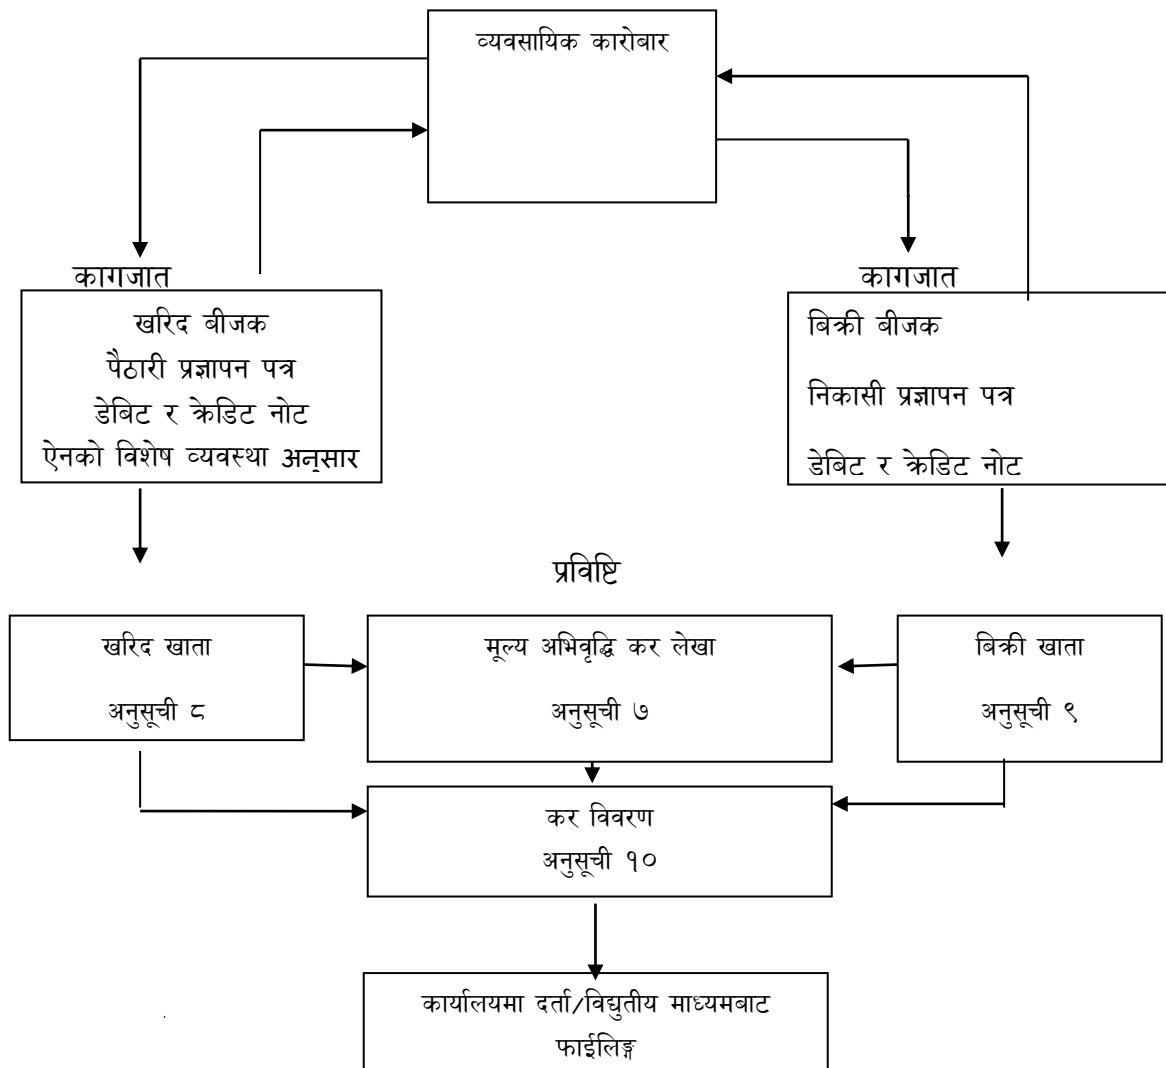 व्यवसायिक कारोबार
कागजात
खरिद बीजक
पैठारी प्रज्ञापन पत्र
डेबिट र क्रेडिट नोट
ऐनको विशेष व्यवस्था अनुसार
कागजात
बिक्री बीजक
निकासी प्रज्ञापन पत्र
डेबिट र क्रेडिट नोट
प्रविष्टि
खरिद खाता
अनुसूची ८
मूल्य अभिवृद्धि कर लेखा
अनुसूची ७
बिक्री खाता
अनुसूची ९
कर विवरण
अनुसूची १०
कार्यालयमा दर्ता/विद्युतीय माध्यमबाट
फाईलिङ्ग